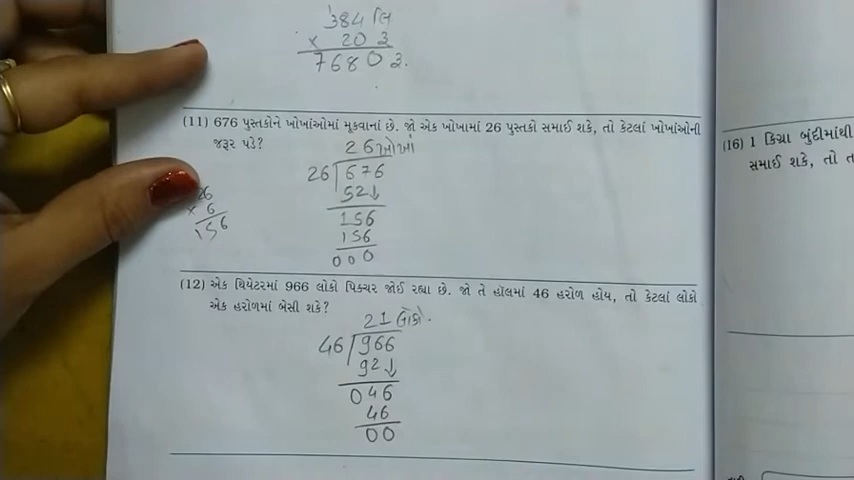 384 લિ
× 20 રૂ
7680 રૂ.
(11) 676 પુસ્તકોને ખોખાંઓમાં મૂકવાનાં છે. જો એક ખોખામાં 26 પુસ્તકો સમાઈ શકે, તો કેટલાં ખોખાંઓની
જરૂર પડે?
26 ખોખાં
26 676
52↓
156
156
000
26
× 6
156
(12) એક થિયેટરમાં 966 લોકો પિક્ચર જોઈ રહ્યા છે. જો તે હૉલમાં 46 હરોળ હોય, તો કેટલાં લોકો
એક હરોળમાં બેસી શકે?
21 લોકો.
46 966
92↓
046
46
00
(16) 1 કિગ્રા બુંદીમાંથી
સમાઈ શકે, તો ત